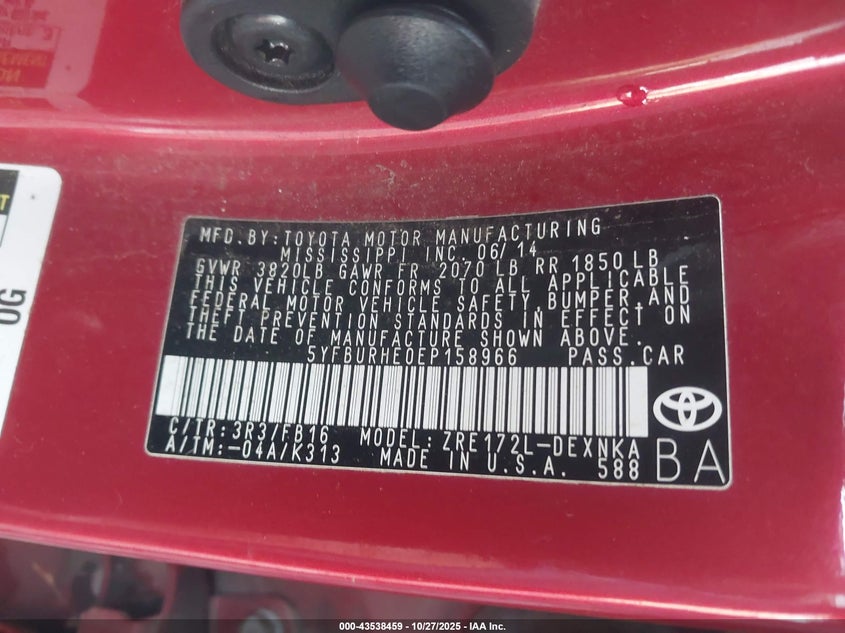 MFD. BY: TOYOTA MOTOR MANUFACTURING
MISSISSIPPI INC. 06/14
GVWR 3820LB GAWR FR 2070 LB RR 1850 LB
THIS VEHICLE CONFORMS TO ALL APPLICABLE
FEDERAL MOTOR VEHICLE SAFETY, BUMPER, AND
THEFT PREVENTION STANDARDS IN EFFECT ON
THE DATE OF MANUFACTURE SHOWN ABOVE.
5YFBURHE0EP158966 PASS. CAR
C/TR: 3R3/FB16 MODEL: ZRE172L-DEXNKA
A/TM:-04A/K313 MADE IN U.S.A. 588
BA
OG
000-43538459 - 10/27/2025 - IAA Inc.